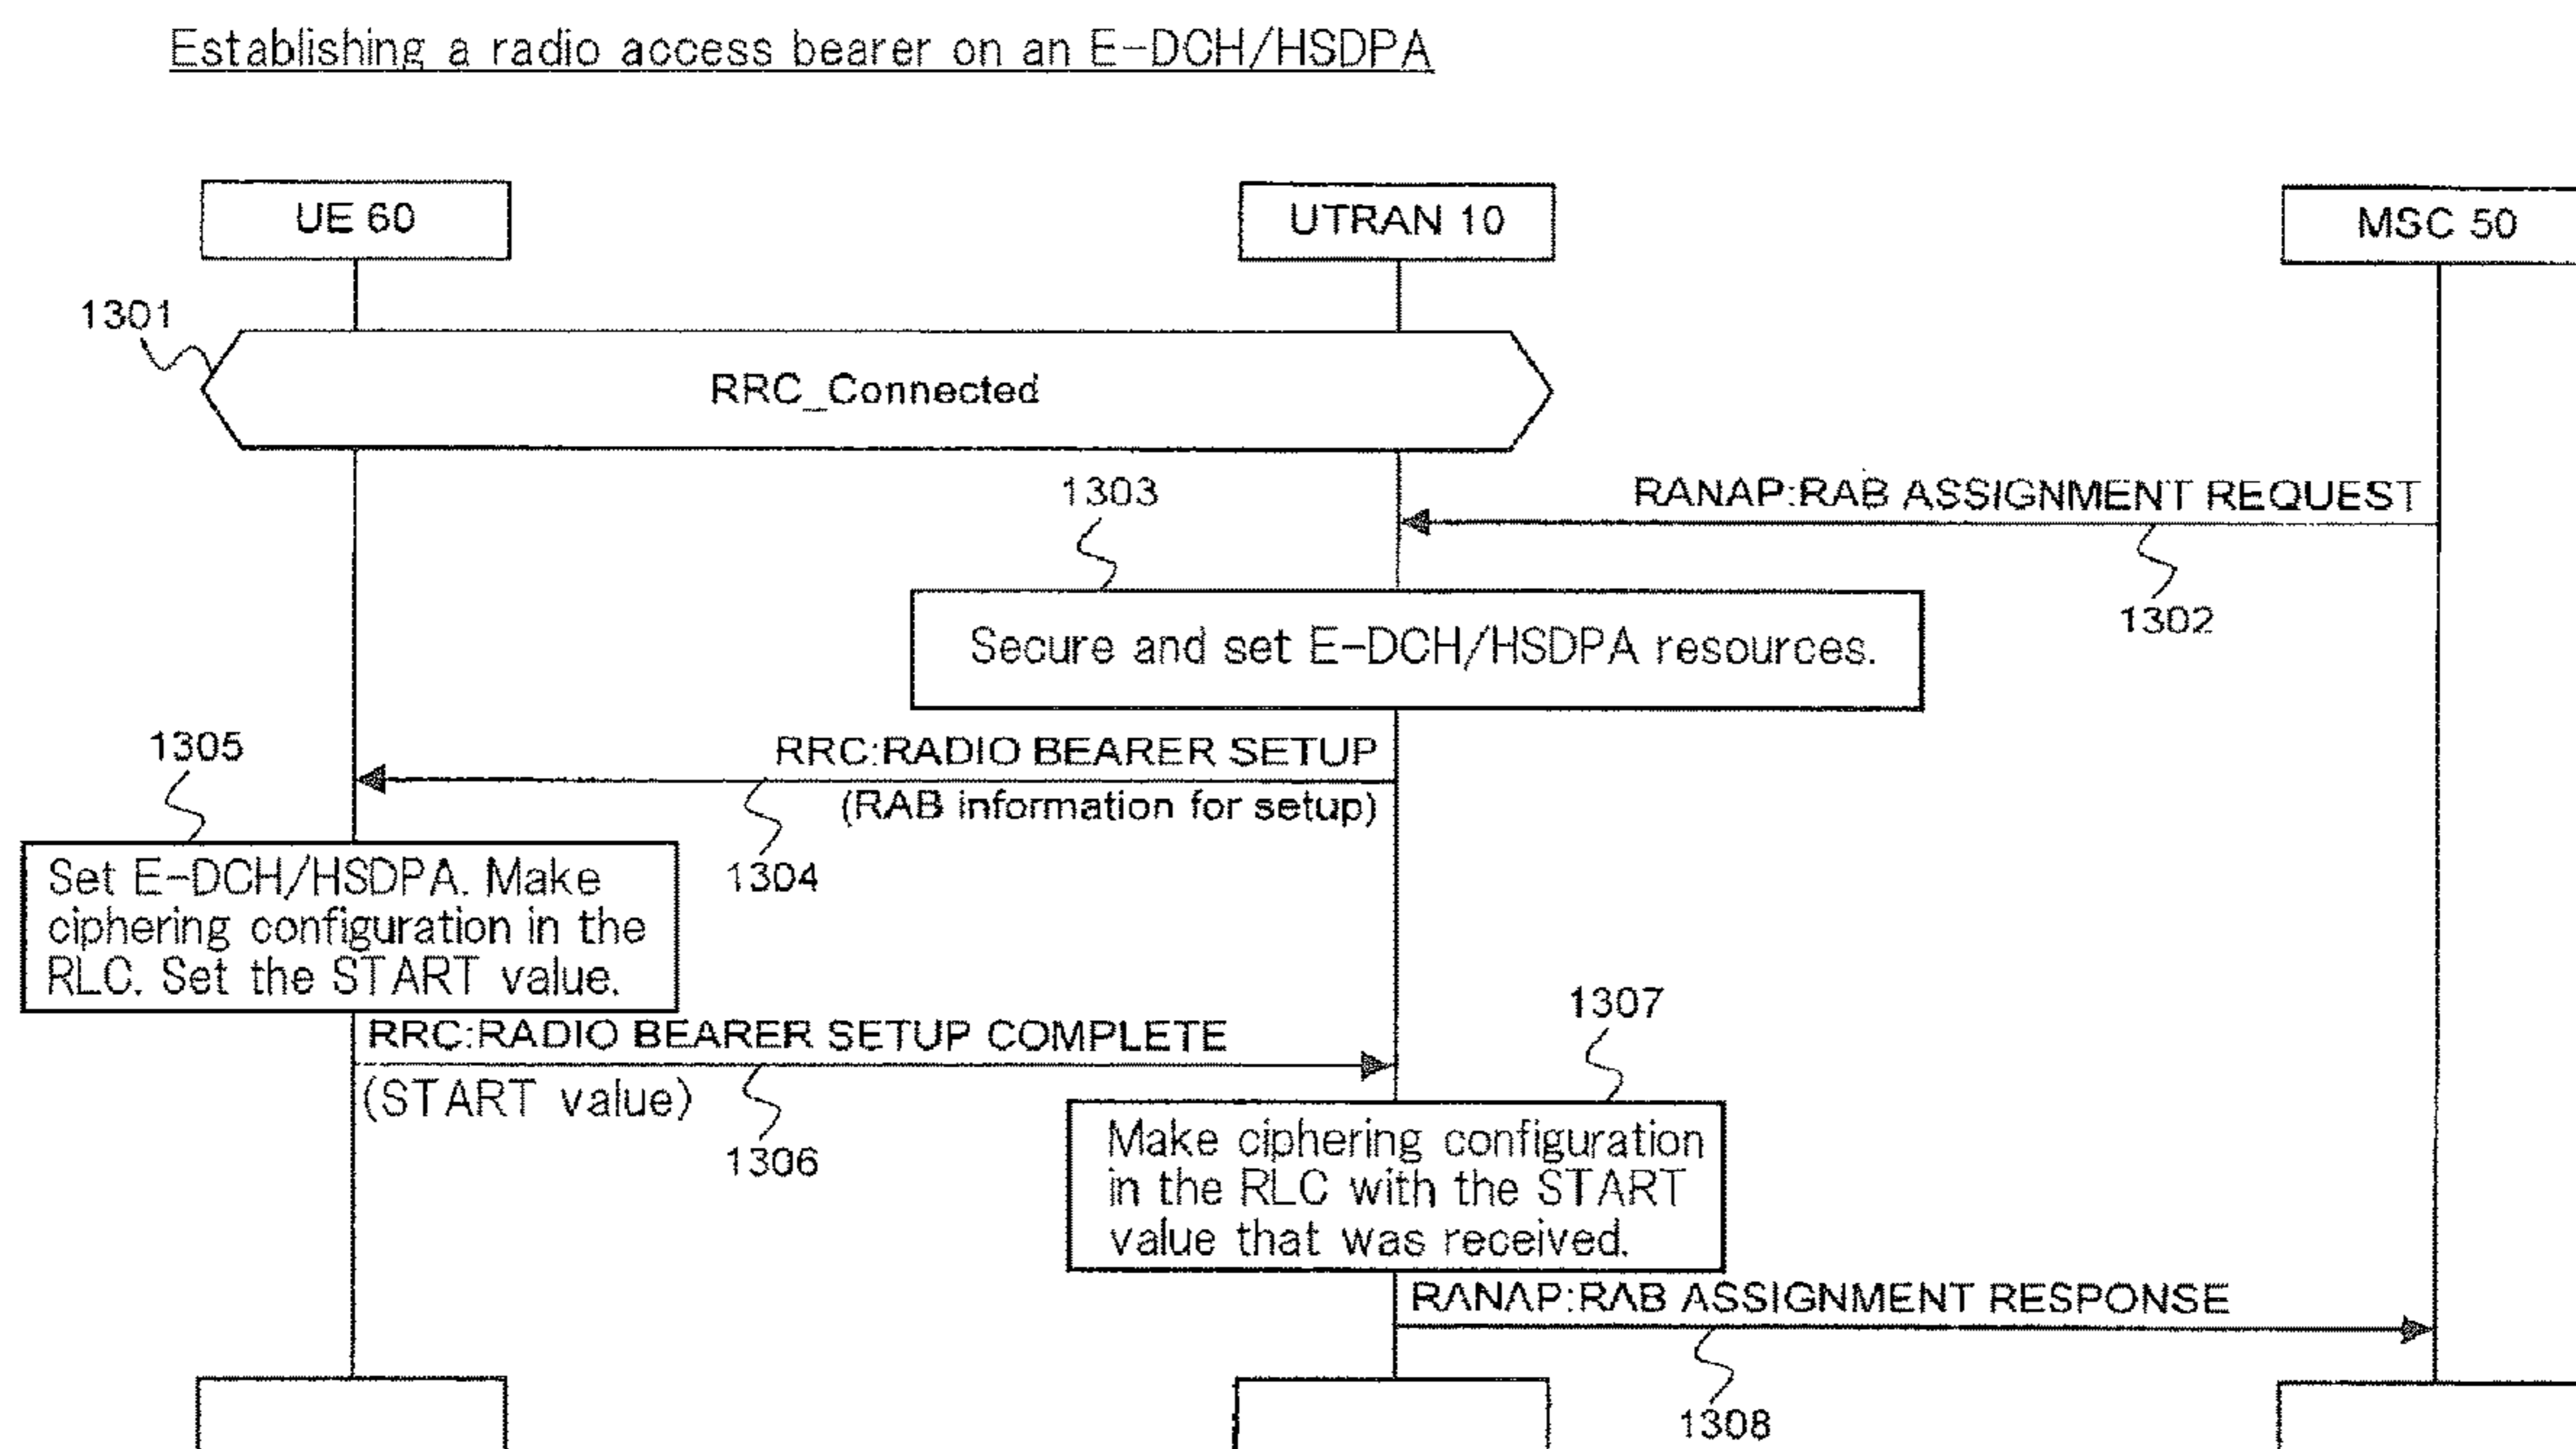 Establishing a radio access bearer on an E-DCH/HSDPA
UE 60
UTRAN 10
MSC 50
1301
RRC_Connected
1303
RANAP:RAB ASSIGNMENT REQUEST
1302
Secure and set E-DCH/HSDPA resources.
1305
RRC:RADIO BEARER SETUP
(RAB information for setup)
1304
Set E-DCH/HSDPA. Make
ciphering configuration in the
RLC. Set the START value.
1307
RRC:RADIO BEARER SETUP COMPLETE
(START value)
1306
Make ciphering configuration
in the RLC with the START
value that was received.
RANAP:RAB ASSIGNMENT RESPONSE
1308